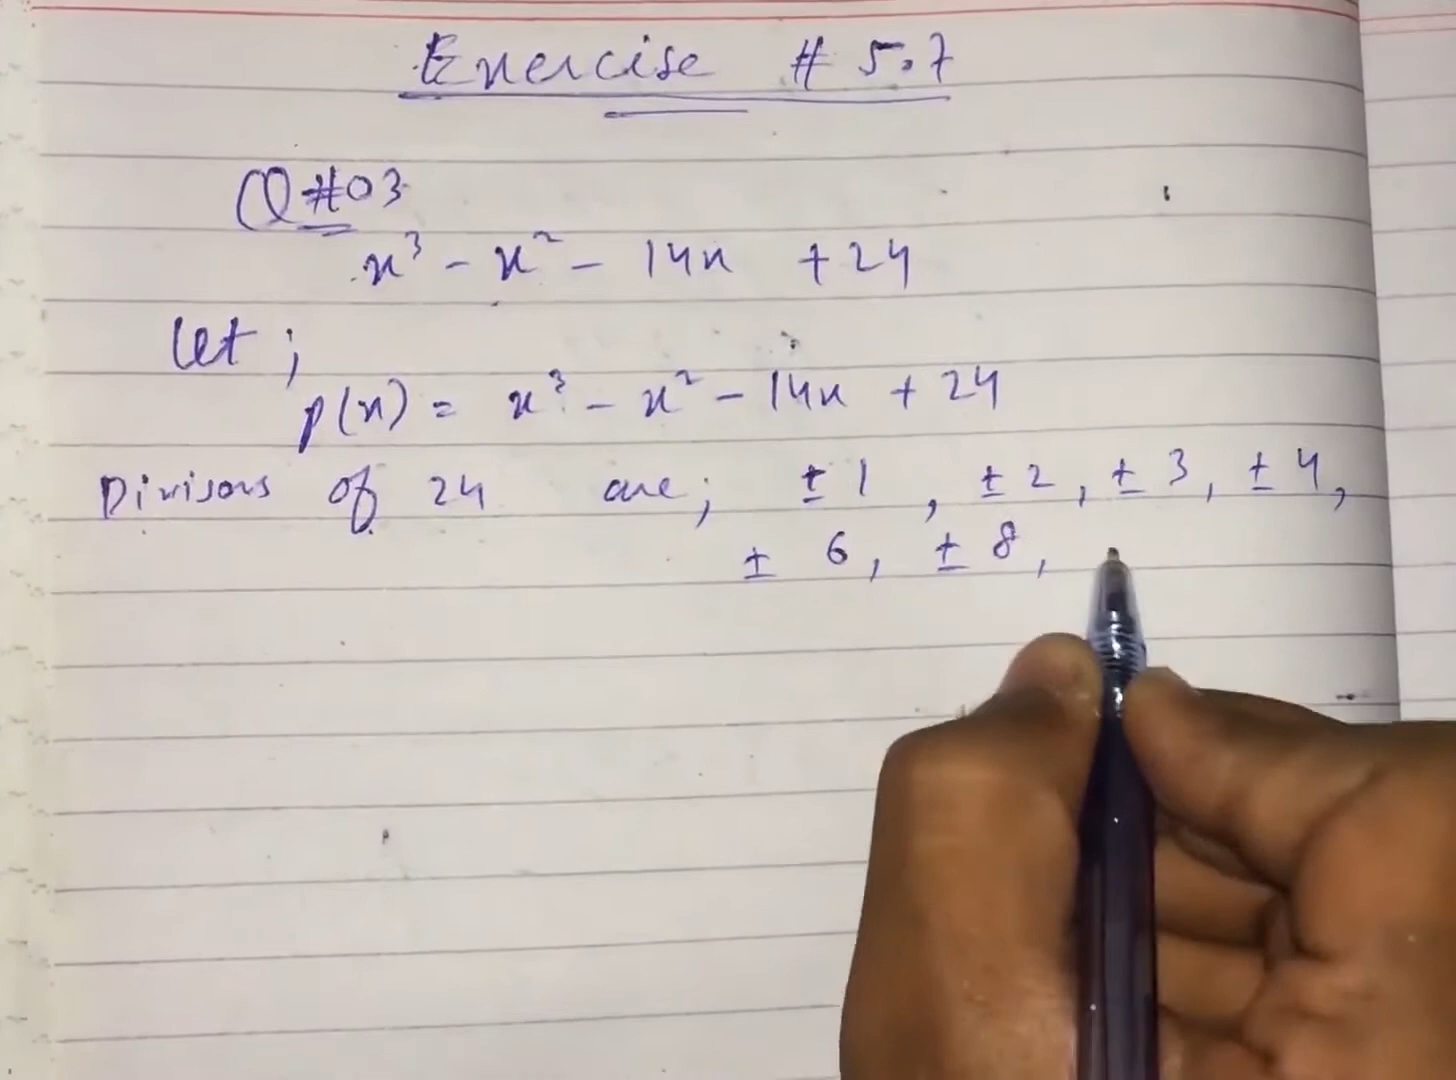 Exercise # 5.7
Q#03
x³ - x² - 14x + 24
let ;
p(x) = x³ - x² - 14x + 24
Divisors of 24 are; ± 1 , ± 2 , ± 3 , ± 4 ,
± 6 , ± 8 ,